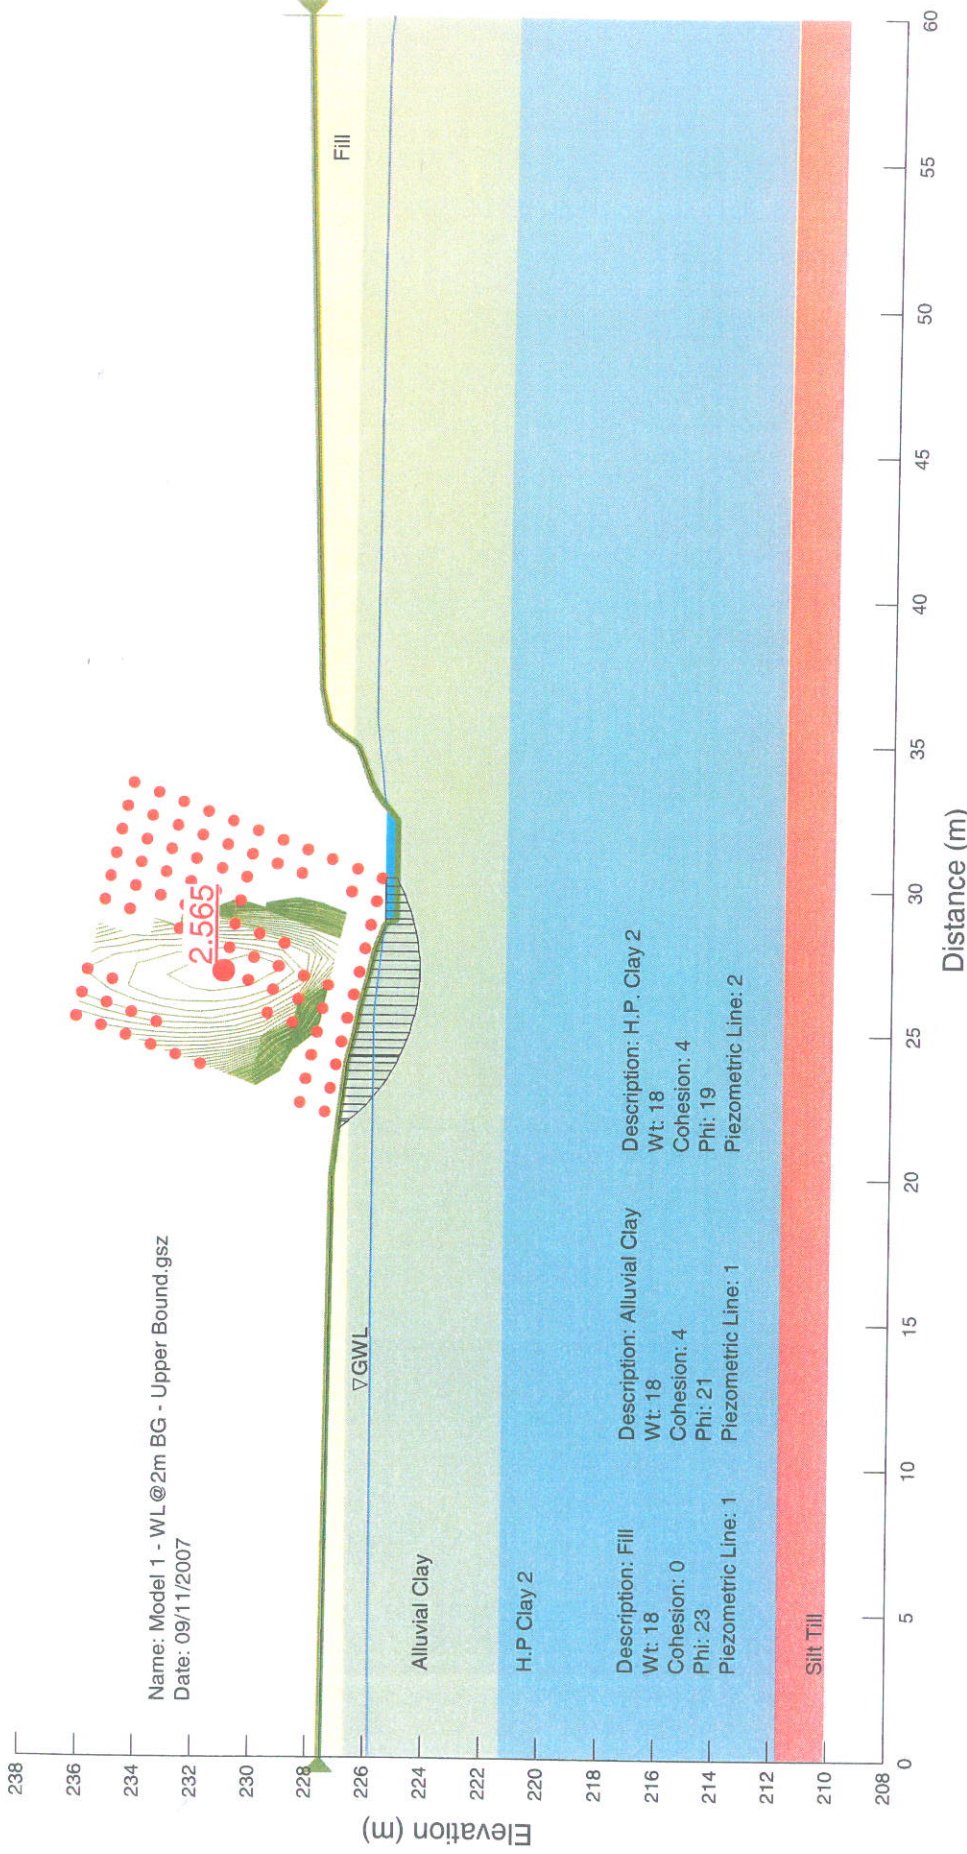 Name: Model 1 - WL@2m BG - Upper Bound.gsz
Date: 09/11/2007
2.565
Fill
▽GWL
Alluvial Clay
H.P Clay 2
Description: Fill
Wt: 18
Cohesion: 0
Phi: 23
Piezometric Line: 1
Description: Alluvial Clay
Wt: 18
Cohesion: 4
Phi: 21
Piezometric Line: 1
Description: H.P. Clay 2
Wt: 18
Cohesion: 4
Phi: 19
Piezometric Line: 2
Silt Till
Elevation (m)
238
236
234
232
230
228
226
224
222
220
218
216
214
212
210
208
0
5
10
15
20
25
30
35
40
45
50
55
60
Distance (m)